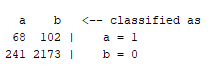 a b <-- classified as
68 102 | a = 1
241 2173 | b = 0